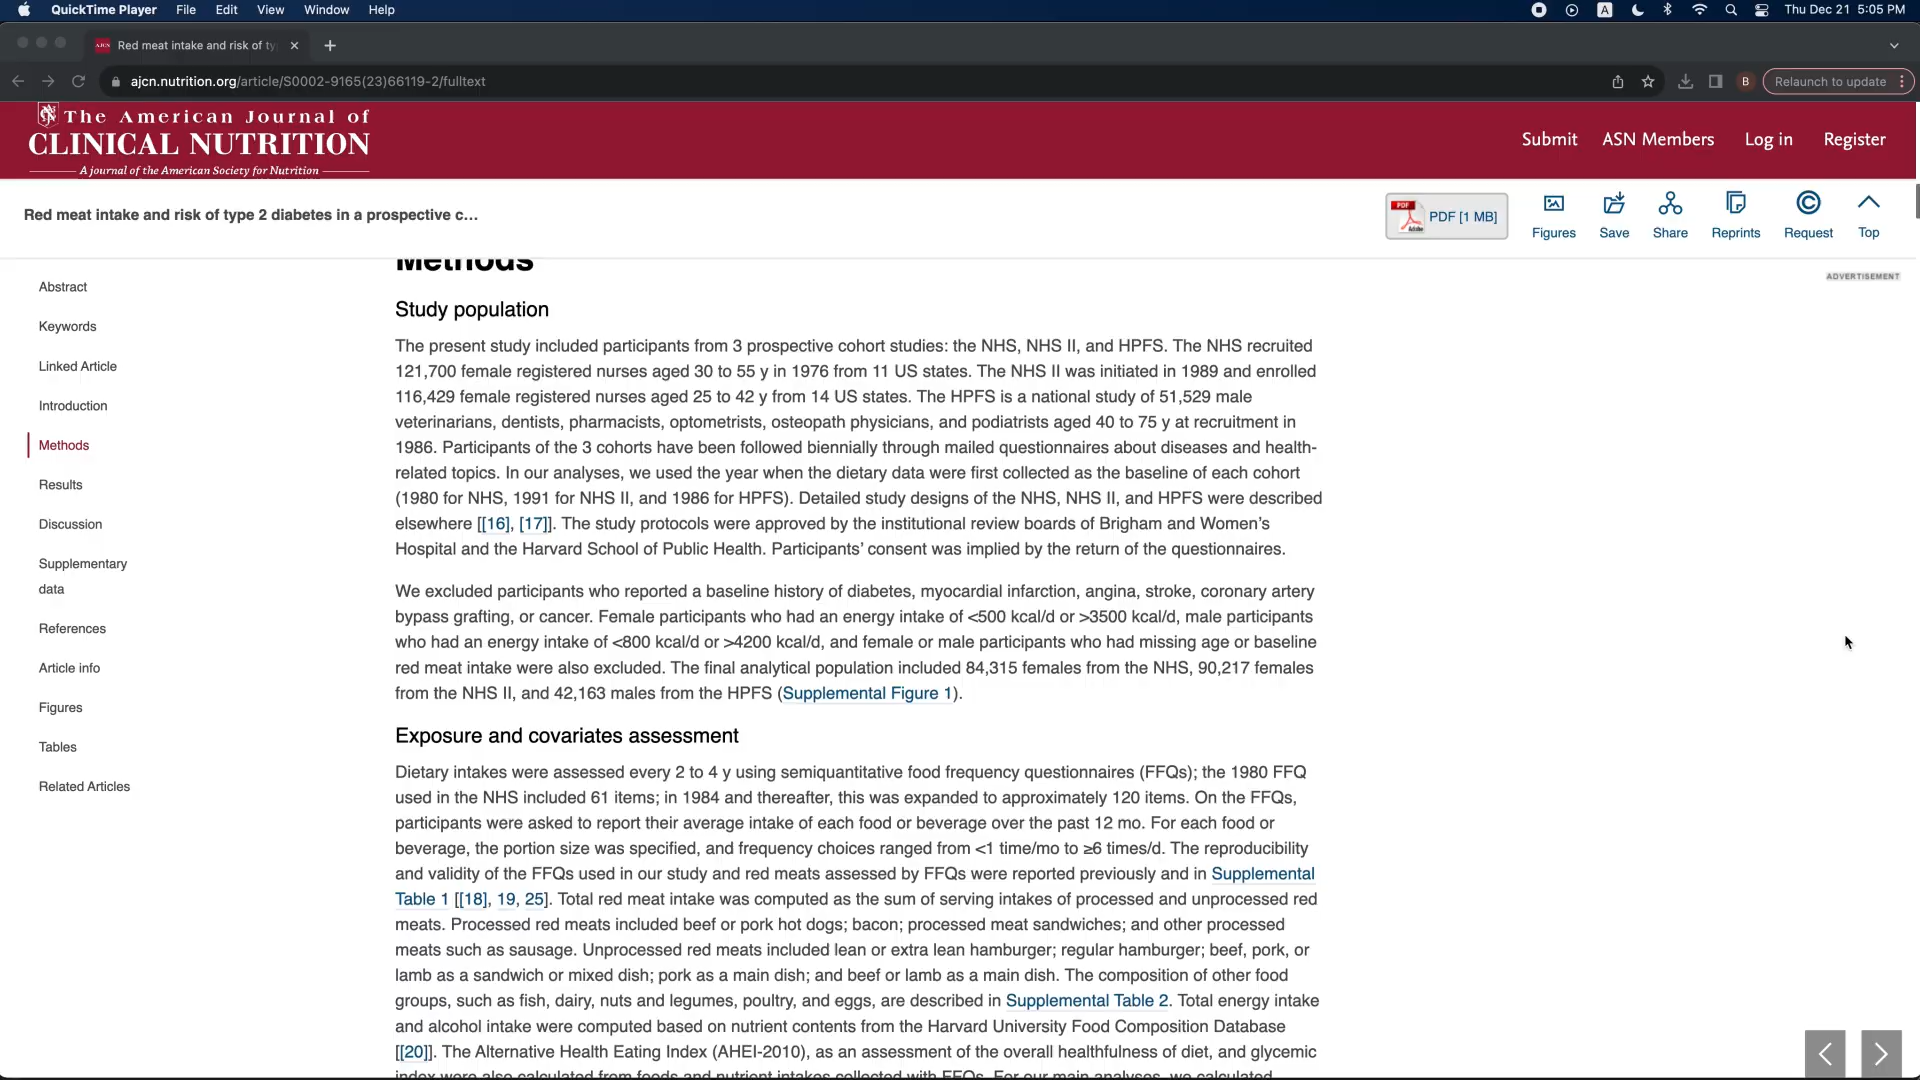 QuickTime Player File Edit View Window Help
A
Thu Dec 21 5:05 PM
AJCN Red meat intake and risk of ty
ajcn.nutrition.org/article/S0002-9165(23)66119-2/fulltext
B
Relaunch to update
The American Journal of
CLINICAL NUTRITION
A journal of the American Society for Nutrition
Submit ASN Members Log in Register
Red meat intake and risk of type 2 diabetes in a prospective c...
PDF Adobe PDF [1 MB]
Figures Save Share Reprints Request Top
ADVERTISEMENT
Abstract
Keywords
Linked Article
Introduction
Methods
Results
Discussion
Supplementary
data
References
Article info
Figures
Tables
Related Articles
Methods
Study population
The present study included participants from 3 prospective cohort studies: the NHS, NHS II, and HPFS. The NHS recruited
121,700 female registered nurses aged 30 to 55 y in 1976 from 11 US states. The NHS II was initiated in 1989 and enrolled
116,429 female registered nurses aged 25 to 42 y from 14 US states. The HPFS is a national study of 51,529 male
veterinarians, dentists, pharmacists, optometrists, osteopath physicians, and podiatrists aged 40 to 75 y at recruitment in
1986. Participants of the 3 cohorts have been followed biennially through mailed questionnaires about diseases and health-
related topics. In our analyses, we used the year when the dietary data were first collected as the baseline of each cohort
(1980 for NHS, 1991 for NHS II, and 1986 for HPFS). Detailed study designs of the NHS, NHS II, and HPFS were described
elsewhere [[16], [17]]. The study protocols were approved by the institutional review boards of Brigham and Women's
Hospital and the Harvard School of Public Health. Participants' consent was implied by the return of the questionnaires.
We excluded participants who reported a baseline history of diabetes, myocardial infarction, angina, stroke, coronary artery
bypass grafting, or cancer. Female participants who had an energy intake of <500 kcal/d or >3500 kcal/d, male participants
who had an energy intake of <800 kcal/d or >4200 kcal/d, and female or male participants who had missing age or baseline
red meat intake were also excluded. The final analytical population included 84,315 females from the NHS, 90,217 females
from the NHS II, and 42,163 males from the HPFS (Supplemental Figure 1).
Exposure and covariates assessment
Dietary intakes were assessed every 2 to 4 y using semiquantitative food frequency questionnaires (FFQs); the 1980 FFQ
used in the NHS included 61 items; in 1984 and thereafter, this was expanded to approximately 120 items. On the FFQs,
participants were asked to report their average intake of each food or beverage over the past 12 mo. For each food or
beverage, the portion size was specified, and frequency choices ranged from <1 time/mo to ≥6 times/d. The reproducibility
and validity of the FFQs used in our study and red meats assessed by FFQs were reported previously and in Supplemental
Table 1 [[18], 19, 25]. Total red meat intake was computed as the sum of serving intakes of processed and unprocessed red
meats. Processed red meats included beef or pork hot dogs; bacon; processed meat sandwiches; and other processed
meats such as sausage. Unprocessed red meats included lean or extra lean hamburger; regular hamburger; beef, pork, or
lamb as a sandwich or mixed dish; pork as a main dish; and beef or lamb as a main dish. The composition of other food
groups, such as fish, dairy, nuts and legumes, poultry, and eggs, are described in Supplemental Table 2. Total energy intake
and alcohol intake were computed based on nutrient contents from the Harvard University Food Composition Database
[[20]]. The Alternative Health Eating Index (AHEI-2010), as an assessment of the overall healthfulness of diet, and glycemic
index were also calculated from foods and nutrient intakes collected with FFQs. For our main analyses, we calculated